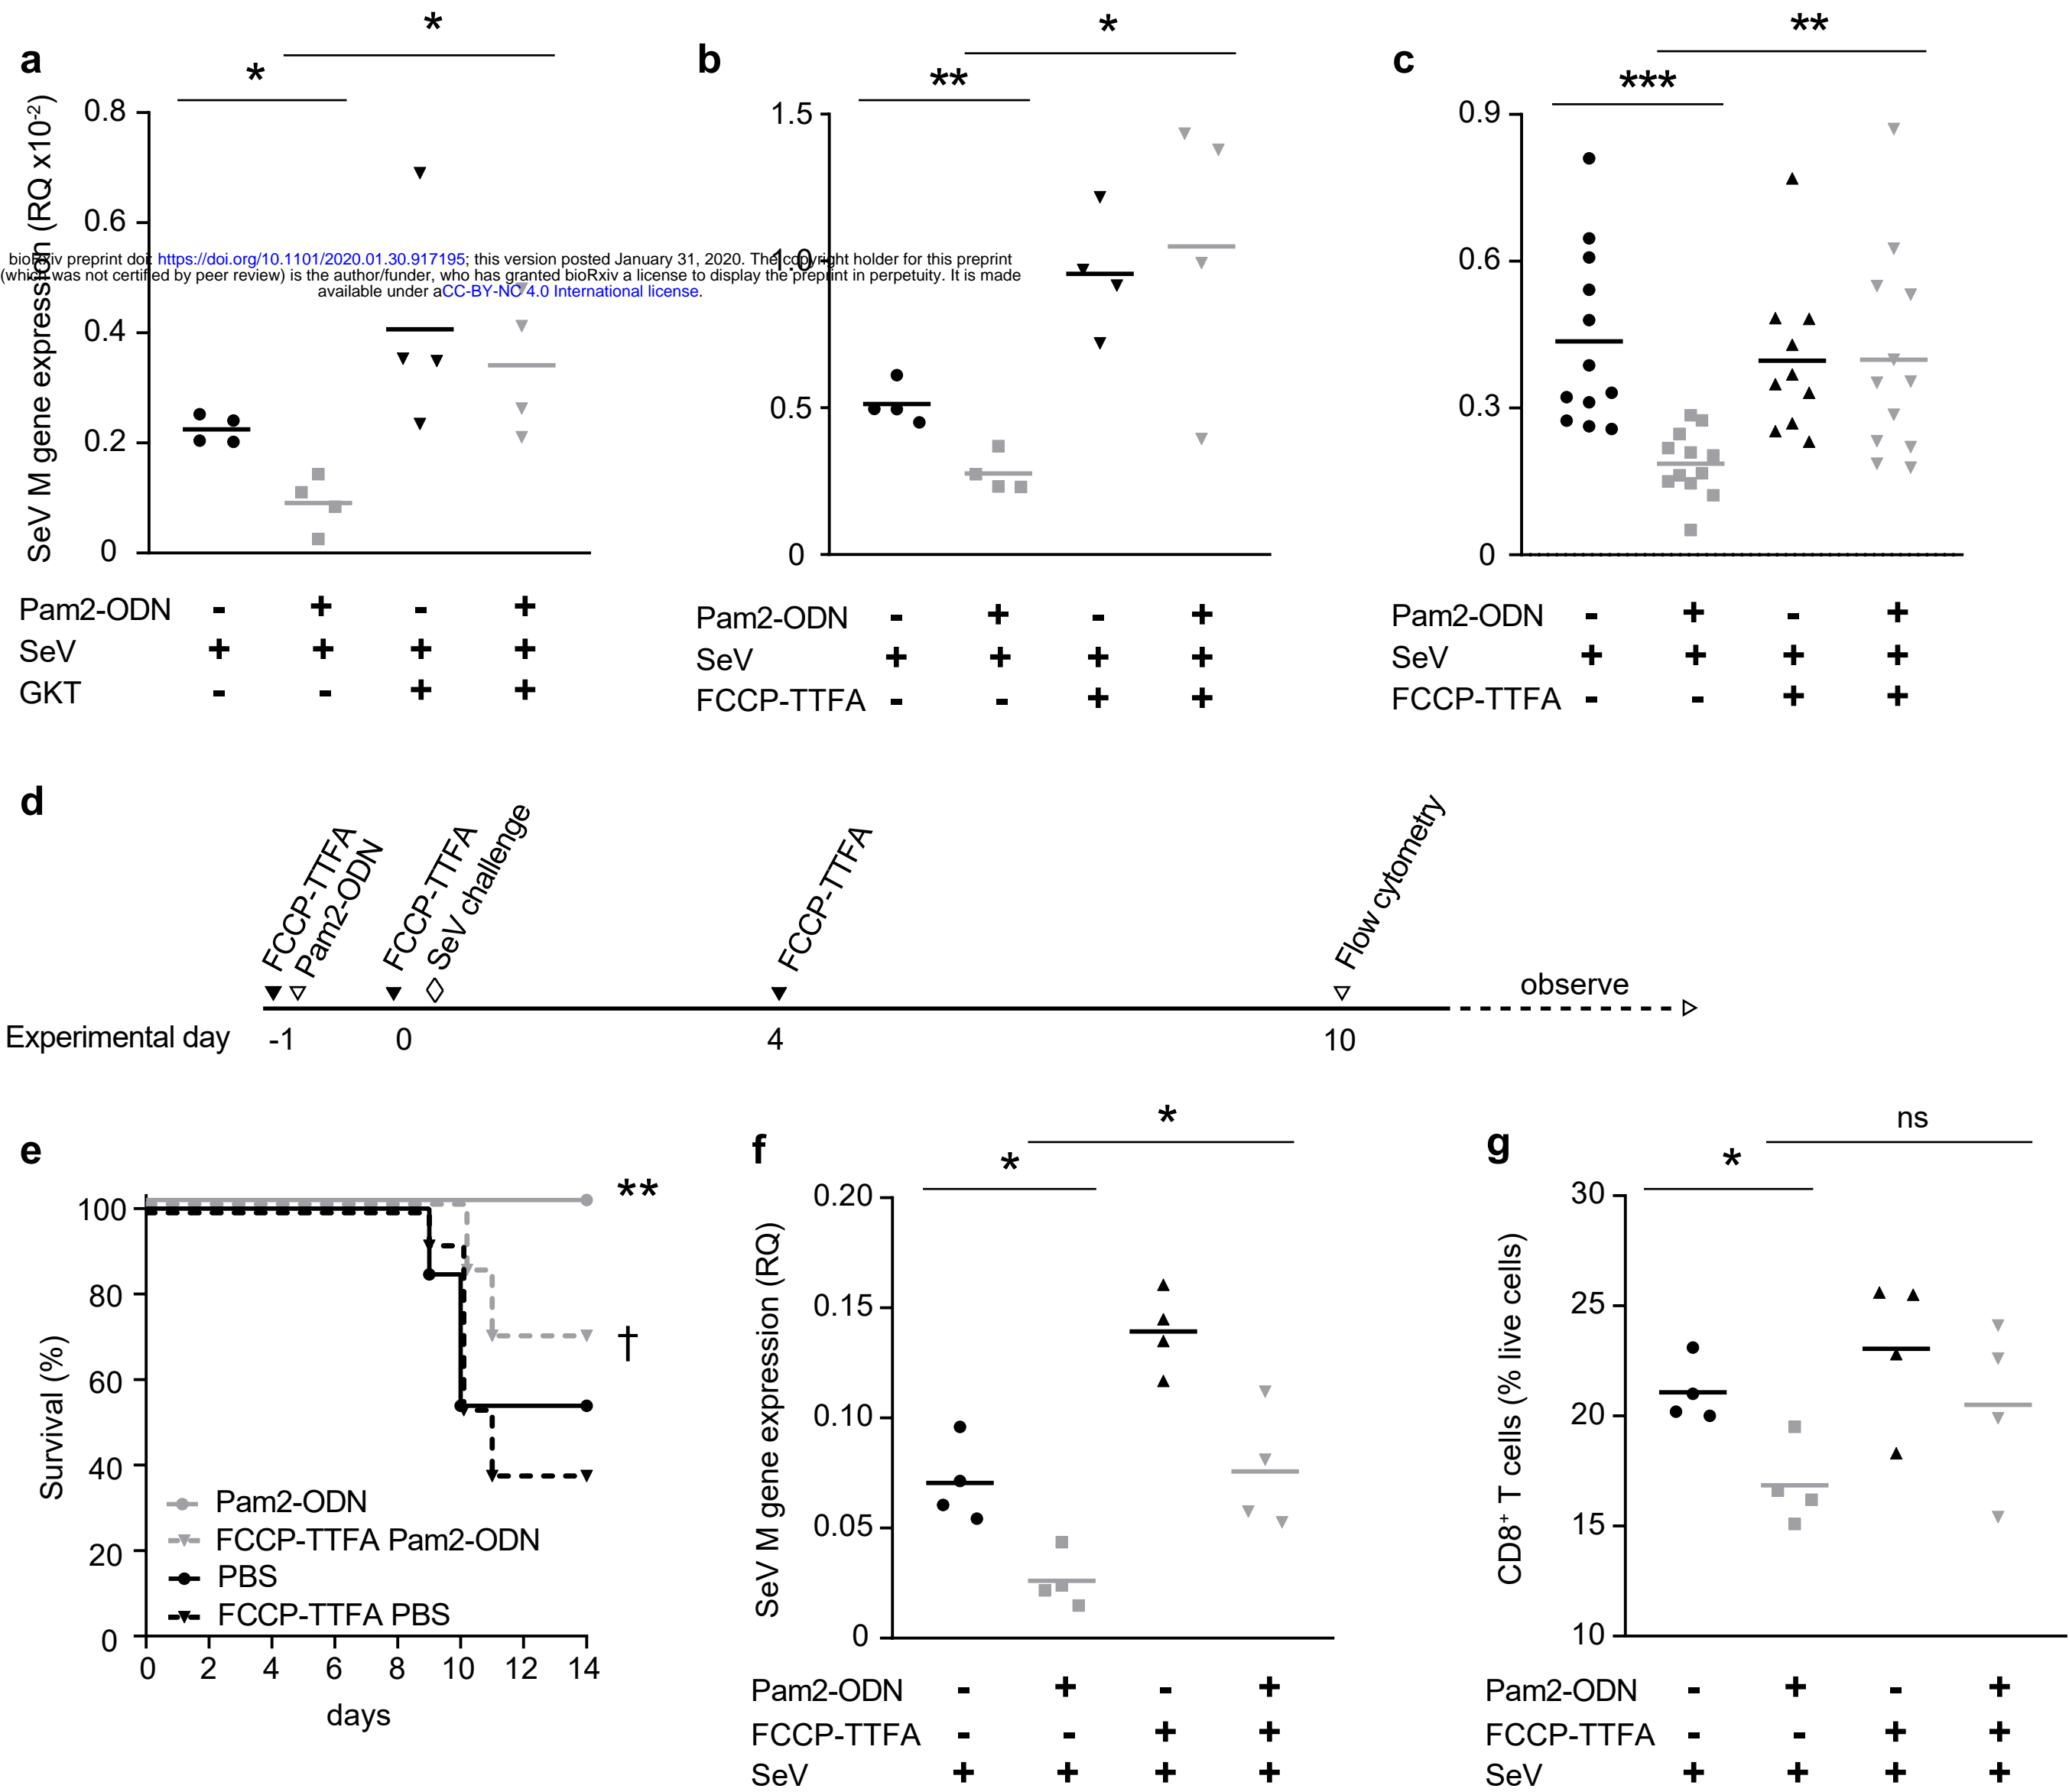 a
*
*
SeV M gene expression (RQ x10-2)
0.8
0.6
0.4
0.2
0
Pam2-ODN - + - +
SeV + + + +
GKT - - + +
b
**
*
1.5
1.0
0.5
0
Pam2-ODN - + - +
SeV + + + +
FCCP-TTFA - - + +
c
***
**
0.9
0.6
0.3
0
Pam2-ODN - + - +
SeV + + + +
FCCP-TTFA - - + +
bioRxiv preprint doi: https://doi.org/10.1101/2020.01.30.917195; this version posted January 31, 2020. The copyright holder for this preprint
(which was not certified by peer review) is the author/funder, who has granted bioRxiv a license to display the preprint in perpetuity. It is made
available under aCC-BY-NC 4.0 International license.
d
FCCP-TTFA
Pam2-ODN
FCCP-TTFA
SeV challenge
FCCP-TTFA
Flow cytometry
observe
Experimental day -1 0 4 10
e
Survival (%)
100
80
60
40
20
0
**
†
Pam2-ODN
FCCP-TTFA Pam2-ODN
PBS
FCCP-TTFA PBS
0 2 4 6 8 10 12 14
days
f
*
*
SeV M gene expression (RQ)
0.20
0.15
0.10
0.05
0
Pam2-ODN - + - +
FCCP-TTFA - - + +
SeV + + + +
g
*
ns
CD8+ T cells (% live cells)
30
25
20
15
10
Pam2-ODN - + - +
FCCP-TTFA - - + +
SeV + + + +